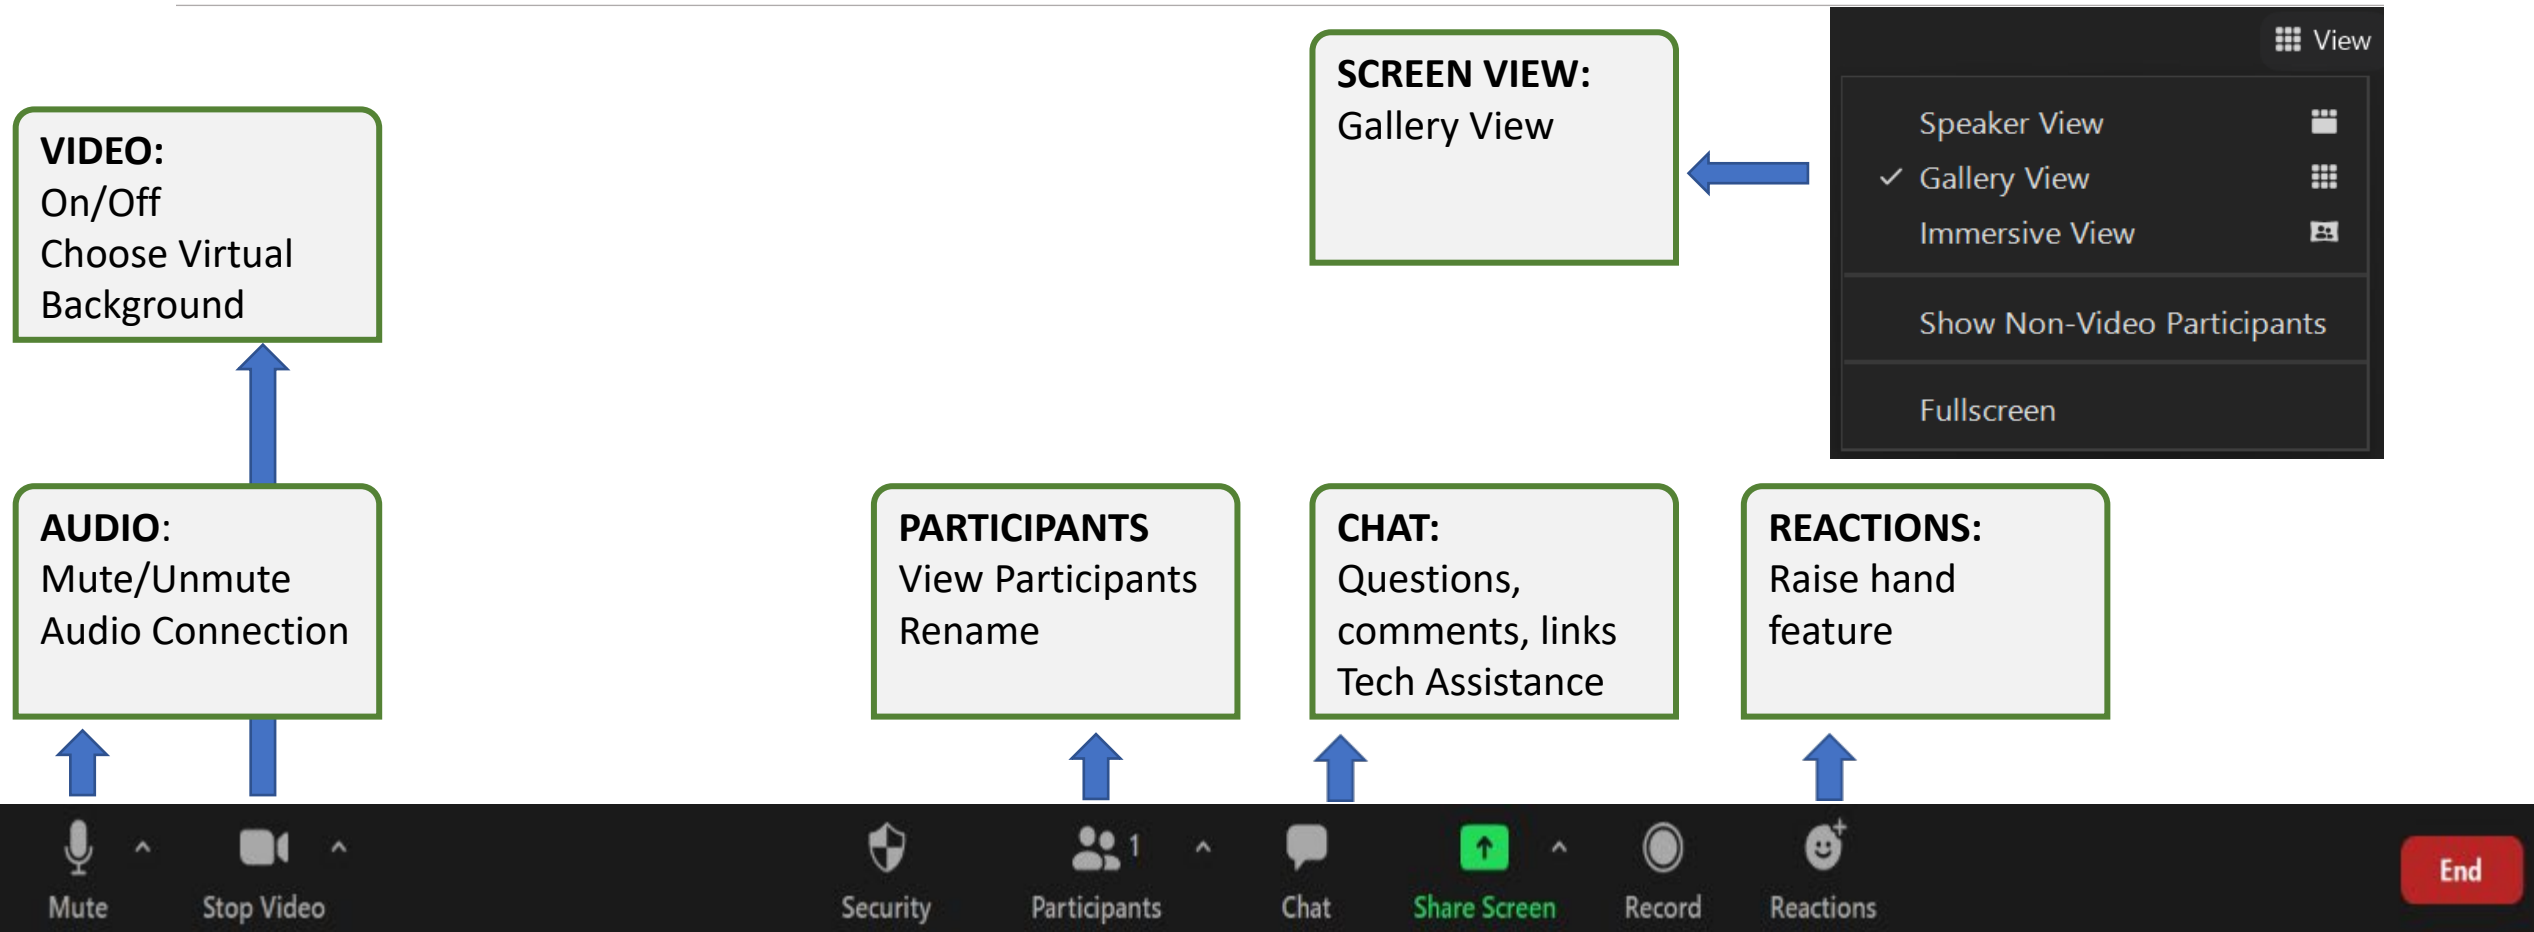 SCREEN VIEW:
Gallery View
View
Speaker View
Gallery View
Immersive View
Show Non-Video Participants
Fullscreen
VIDEO:
On/Off
Choose Virtual
Background
AUDIO:
Mute/Unmute
Audio Connection
PARTICIPANTS
View Participants
Rename
CHAT:
Questions,
comments, links
Tech Assistance
REACTIONS:
Raise hand
feature
1
Mute
Stop Video
Security
Participants
Chat
Share Screen
Record
Reactions
End